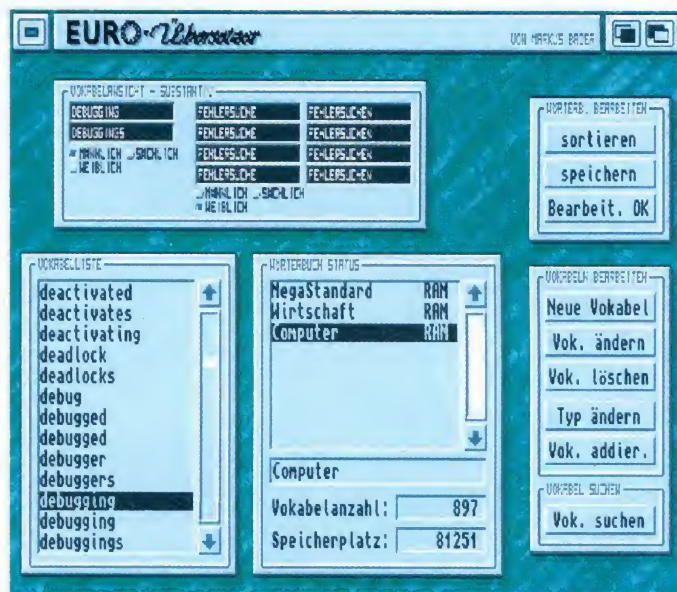 EURO-Übersetzer
VON MARKUS BADER
VOKABELANSICHT - SUBSTANTIV
DEBUGGING
DEBUGGINGS
MÄNNLICH SÄCHLICH
WEIBLICH
FEHLERSUCHE FEHLERSUCHEN
FEHLERSUCHE FEHLERSUCHEN
FEHLERSUCHE FEHLERSUCHEN
FEHLERSUCHE FEHLERSUCHEN
MÄNNLICH SÄCHLICH
WEIBLICH
WÖRTERB. BEARBEITEN
sortieren
speichern
Bearbeit. OK
VOKABELLISTE
deactivated
deactivates
deactivating
deadlock
deadlocks
debug
debugged
debugged
debugger
debuggers
debugging
debugging
debuggings
WÖRTERBUCH STATUS
MegaStandard RAM
Wirtschaft RAM
Computer RAM
Computer
Vokabelanzahl: 897
Speicherplatz: 81251
VOKABELN BEARBEITEN
Neue Vokabel
Vok. ändern
Vok. löschen
Typ ändern
Vok. addier.
VOKABEL SUCHEN
Vok. suchen